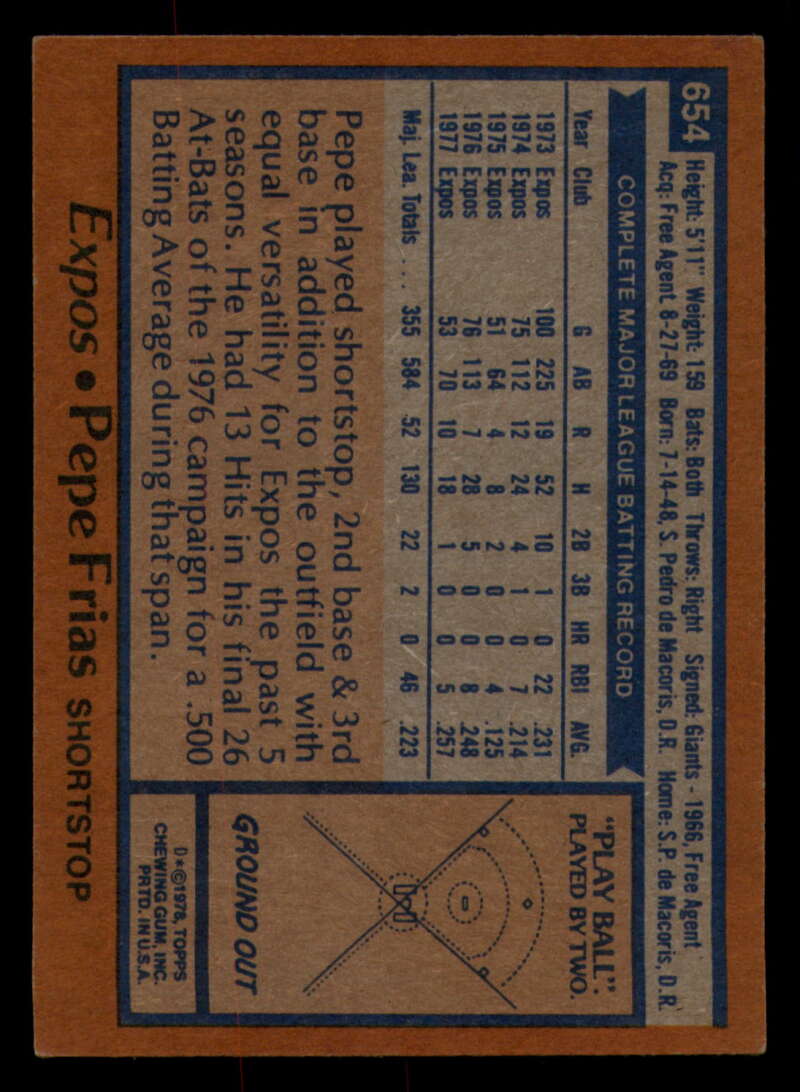 654
Height: 5'11" Weight: 159 Bats: Both Throws: Right Signed: Giants - 1966, Free Agent
Acq: Free Agent 8-27-69 Born: 7-14-48, S. Pedro de Macoris, D.R. Home: S.P. de Macoris, D.R.
COMPLETE MAJOR LEAGUE BATTING RECORD
Year Club G AB R H 2B 3B HR RBI AVG.
1973 Expos 100 225 19 52 10 1 0 22 .231
1974 Expos 75 112 12 24 4 1 0 7 .214
1975 Expos 51 64 4 8 2 0 0 4 .125
1976 Expos 76 113 7 28 5 0 0 8 .248
1977 Expos 53 70 10 18 1 0 0 5 .257
Maj. Lea. Totals ... 355 584 52 130 22 2 0 46 .223
Pepe played shortstop, 2nd base & 3rd
base in addition to the outfield with
equal versatility for Expos the past 5
seasons. He had 13 Hits in his final 26
At-Bats of the 1976 campaign for a .500
Batting Average during that span.
"PLAY BALL":
PLAYED BY TWO.
GROUND OUT
D*©1978, TOPPS
CHEWING GUM, INC.
PRTD. IN U.S.A.
Expos • Pepe Frias SHORTSTOP